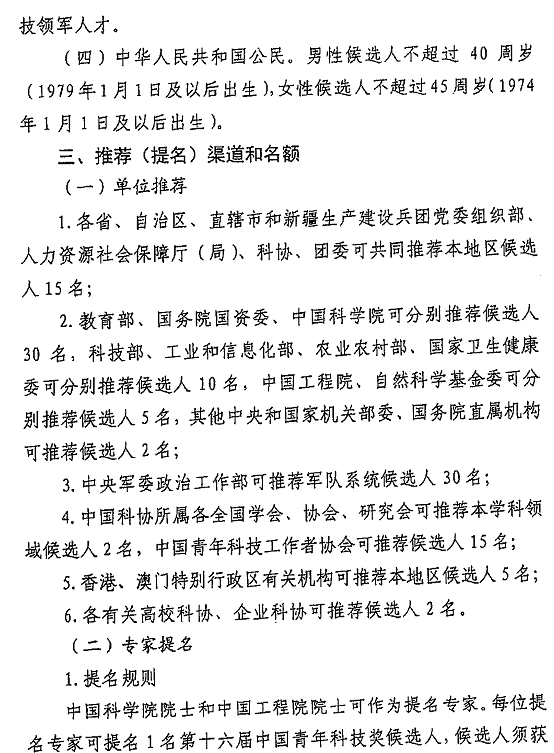 技领军人才。
（四）中华人民共和国公民。男性候选人不超过 40 周岁
（1979年1月1日及以后出生），女性候选人不超过45周岁（1974
年1月1日及以后出生）。
三、推荐（提名）渠道和名额
（一）单位推荐
1.各省、自治区、直辖市和新疆生产建设兵团党委组织部、
人力资源社会保障厅（局）、科协、团委可共同推荐本地区候选
人15名；
2.教育部、国务院国资委、中国科学院可分别推荐候选人
30 名，科技部、工业和信息化部、农业农村部、国家卫生健康
委可分别推荐候选人 10 名，中国工程院、自然科学基金委可分
别推荐候选人5名，其他中央和国家机关部委、国务院直属机构
可推荐候选人2名；
3.中央军委政治工作部可推荐军队系统候选人 30 名；
4.中国科协所属各全国学会、协会、研究会可推荐本学科领
域候选人2名，中国青年科技工作者协会可推荐候选人 15 名；
5.香港、澳门特别行政区有关机构可推荐本地区候选人5名；
6.各有关高校科协、企业科协可推荐候选人 2 名。
（二）专家提名
1.提名规则
中国科学院院士和中国工程院院士可作为提名专家。每位提
名专家可提名1名第十六届中国青年科技奖候选人，候选人须获